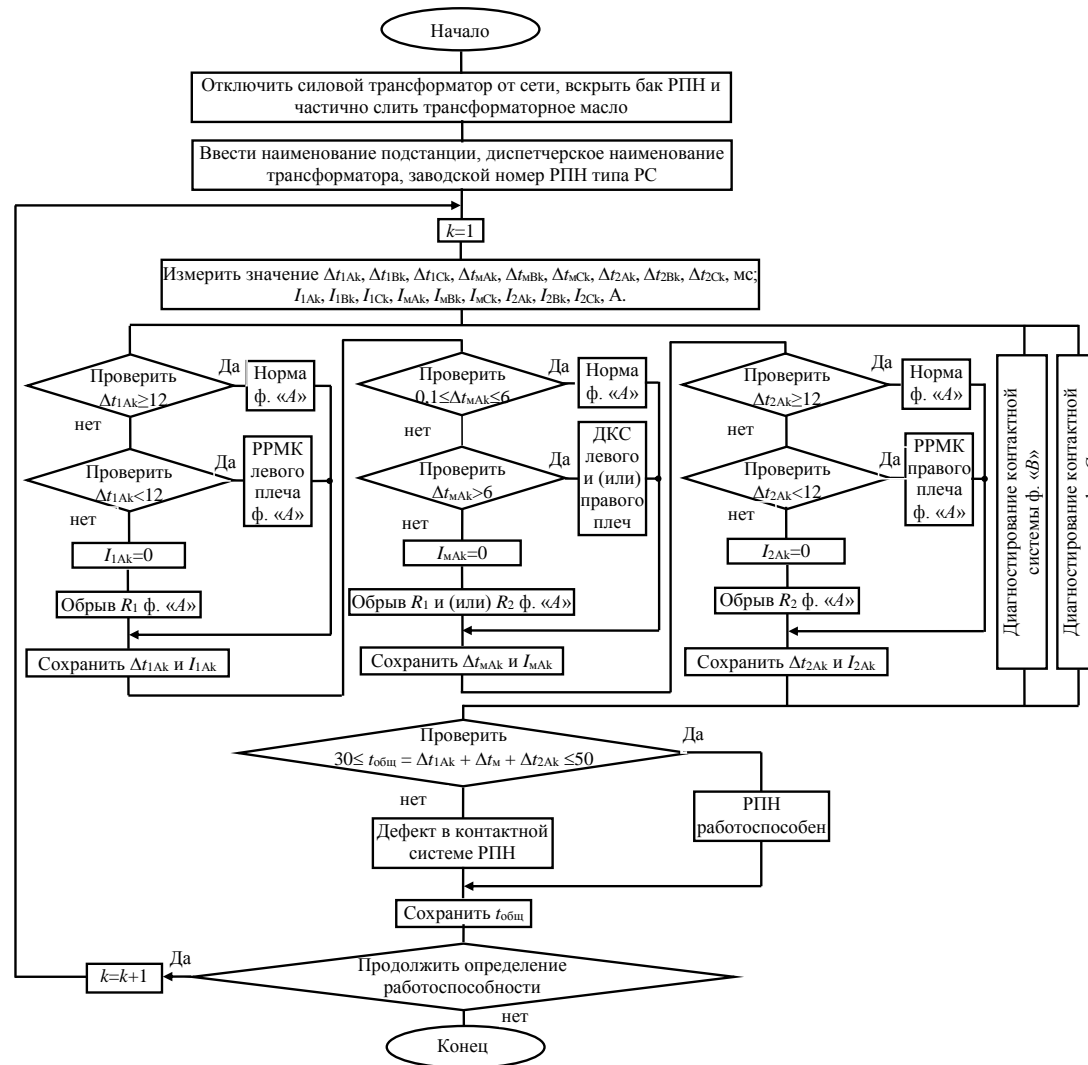 Начало
Отключить силовой трансформатор от сети, вскрыть бак РПН и
частично слить трансформаторное масло
Ввести наименование подстанции, диспетчерское наименование
трансформатора, заводской номер РПН типа РС
k=1
Измерить значение Δt1Ak, Δt1Bk, Δt1Ck, ΔtмAk, ΔtмBk, ΔtмCk, Δt2Ak, Δt2Bk, Δt2Ck, мс;
I1Ak, I1Bk, I1Ck, IмAk, IмBk, IмCk, I2Ak, I2Bk, I2Ck, А.
Проверить
Δt1Ak≥12
Да
Норма
ф. «А»
нет
Проверить
Δt1Ak<12
Да
РРМК
левого
плеча
ф. «А»
нет
I1Ak=0
Обрыв R1 ф. «А»
Сохранить Δt1Ak и I1Ak
Проверить
0,1≤ΔtмAk≤6
Да
Норма
ф. «А»
нет
Проверить
ΔtмAk>6
Да
ДКС
левого
и (или)
правого
плеч
нет
IмAk=0
Обрыв R1 и (или) R2 ф. «А»
Сохранить ΔtмAk и IмAk
Проверить
Δt2Ak≥12
Да
Норма
ф. «А»
нет
Проверить
Δt2Ak<12
Да
РРМК
правого
плеча
ф. «А»
нет
I2Ak=0
Обрыв R2 ф. «А»
Сохранить Δt2Ak и I2Ak
Диагностирование контактной
системы ф. «В»
Диагностирование контактной
Проверить
30≤ tобщ = Δt1Ak + Δtм + Δt2Ak ≤50
Да
нет
РПН
работоспособен
Дефект в контактной
системе РПН
Сохранить tобщ
Продолжить определение
работоспособности
Да
k=k+1
нет
Конец